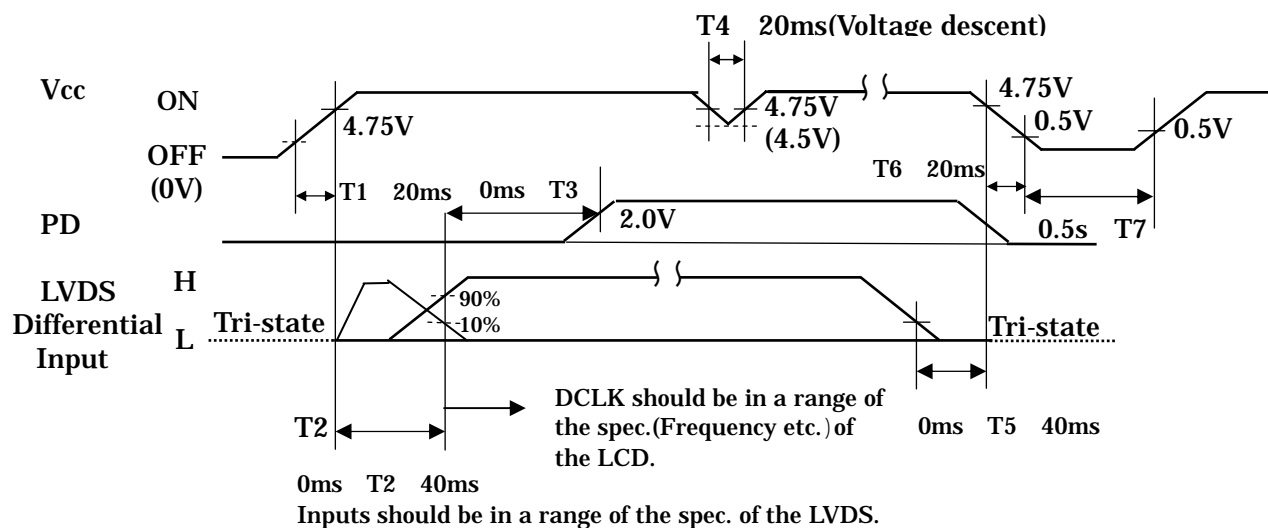 T4 20ms(Voltage descent)
Vcc
ON
4.75V
4.75V
(4.5V)
4.75V
0.5V
0.5V
OFF
(0V)
T1 20ms
0ms T3
T6 20ms
PD
2.0V
0.5s T7
LVDS
Differential
Input
H
L
Tri-state
90%
10%
Tri-state
T2
DCLK should be in a range of
the spec.(Frequency etc.)of
the LCD.
0ms T5 40ms
0ms T2 40ms
Inputs should be in a range of the spec. of the LVDS.